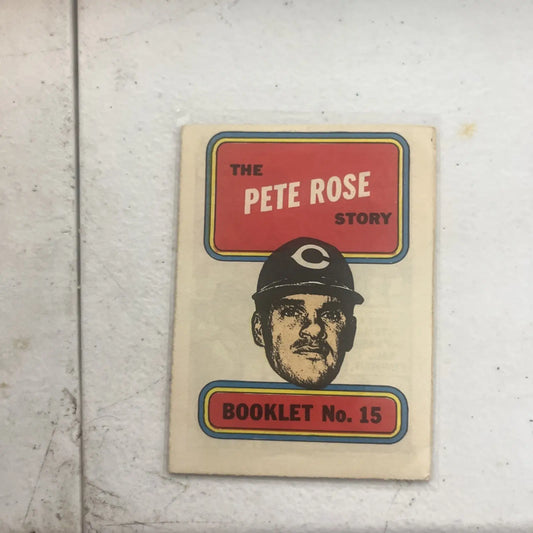 THE
PETE ROSE
STORY
C
BOOKLET No. 15